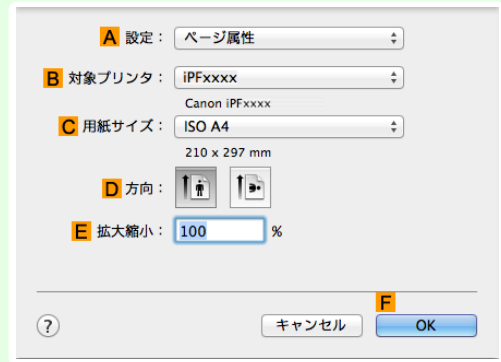 A 設定： ページ属性
B 対象プリンタ： iPFxxxx
Canon iPFxxxx
C 用紙サイズ： ISO A4
210 x 297 mm
D 方向：
E 拡大縮小： 100 %
F
? キャンセル OK